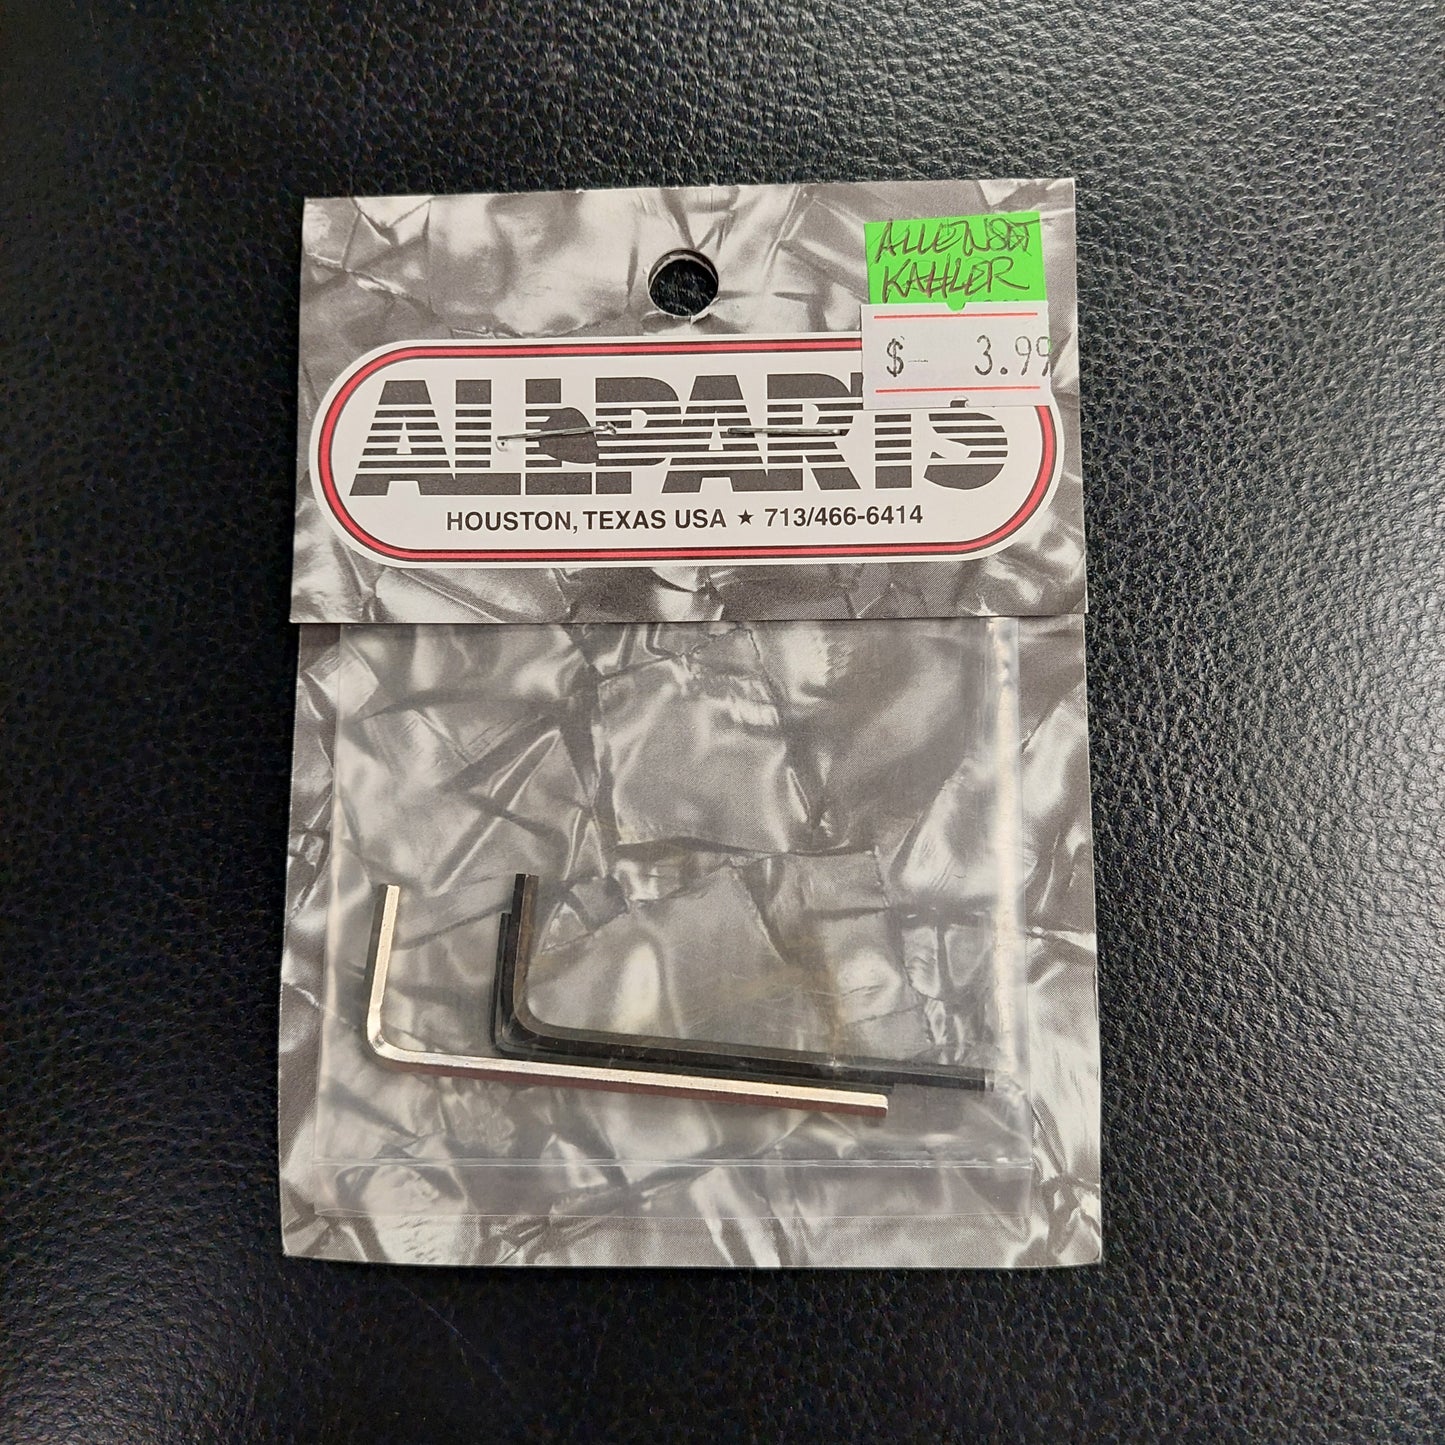 ALLEN SET
KAHLER
$ - 3.99
ALLPARTS
HOUSTON, TEXAS USA ★ 713/466-6414